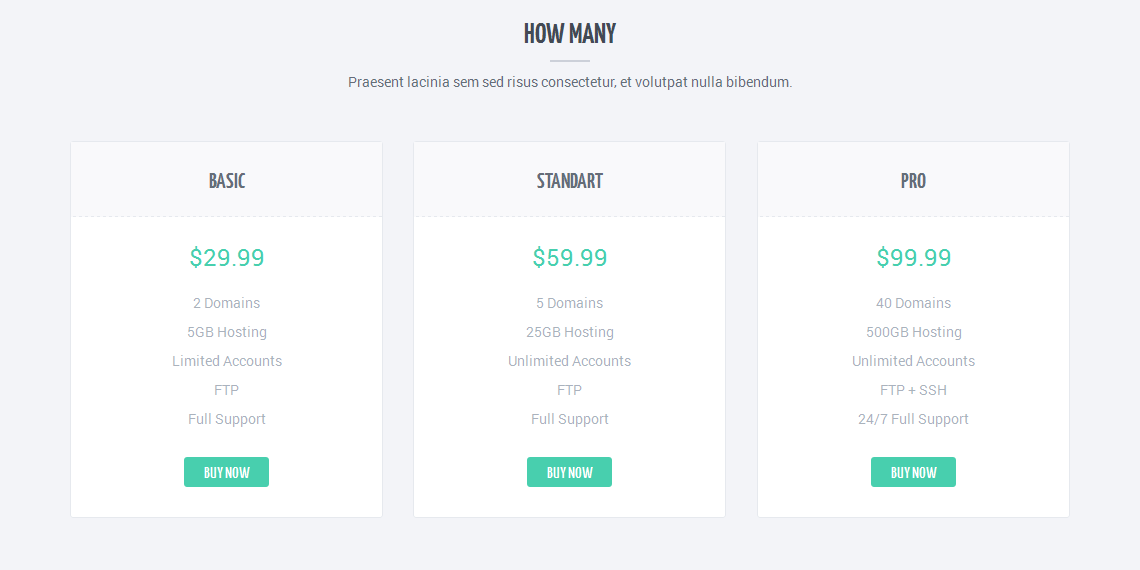 HOW MANY
Praesent lacinia sem sed risus consectetur, et volutpat nulla bibendum.
BASIC
$29.99
2 Domains
5GB Hosting
Limited Accounts
FTP
Full Support
BUY NOW
STANDART
$59.99
5 Domains
25GB Hosting
Unlimited Accounts
FTP
Full Support
BUY NOW
PRO
$99.99
40 Domains
500GB Hosting
Unlimited Accounts
FTP + SSH
24/7 Full Support
BUY NOW